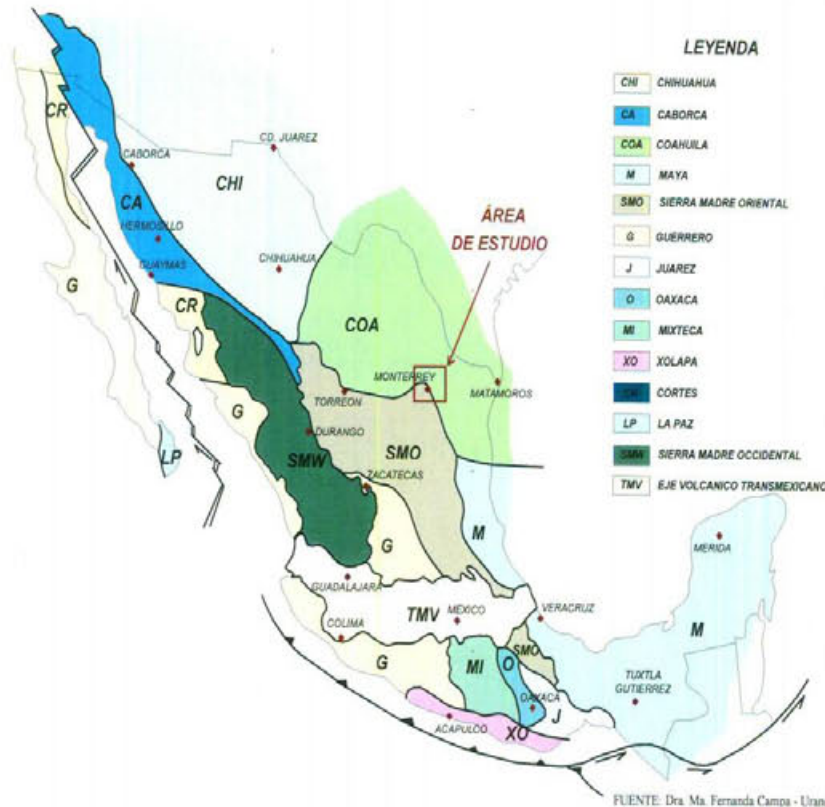 LEYENDA
CHI CHIHUAHUA
CA CABORCA
COA COAHUILA
M MAYA
SMO SIERRA MADRE ORIENTAL
G GUERRERO
J JUAREZ
O OAXACA
MI MIXTECA
XO XOLAPA
CORTES
LP LA PAZ
SMW SIERRA MADRE OCCIDENTAL
TMV EJE VOLCANICO TRANSMEXICANO
CR
CD. JUAREZ
CABORCA
CHI
CA
ÁREA
DE ESTUDIO
HERMOSILLO
GUAYMAS
CHIHUAHUA
G
CR
COA
MONTERREY
MATAMOROS
TORREON
G
DURANGO
SMO
LP
SMW
ZACATECAS
G
M
MERIDA
GUADALAJARA
TMV
MÉXICO
VERACRUZ
COLIMA
M
G
MI
O
SMO
TUXTLA
GUTIERREZ
OAXACA
J
ACAPULCO
XO
FUENTE: Dra. Ma. Fernanda Campa -